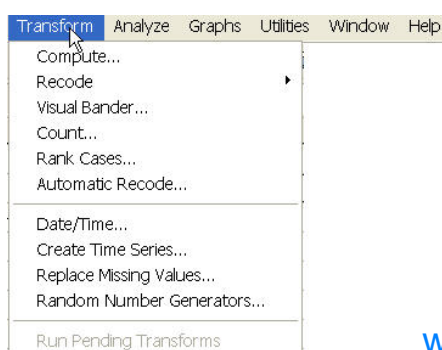 Transform Analyze Graphs Utilities Window Help
Compute...
Recode
Visual Bander...
Count...
Rank Cases...
Automatic Recode...
Date/Time...
Create Time Series...
Replace Missing Values...
Random Number Generators...
Run Pending Transforms